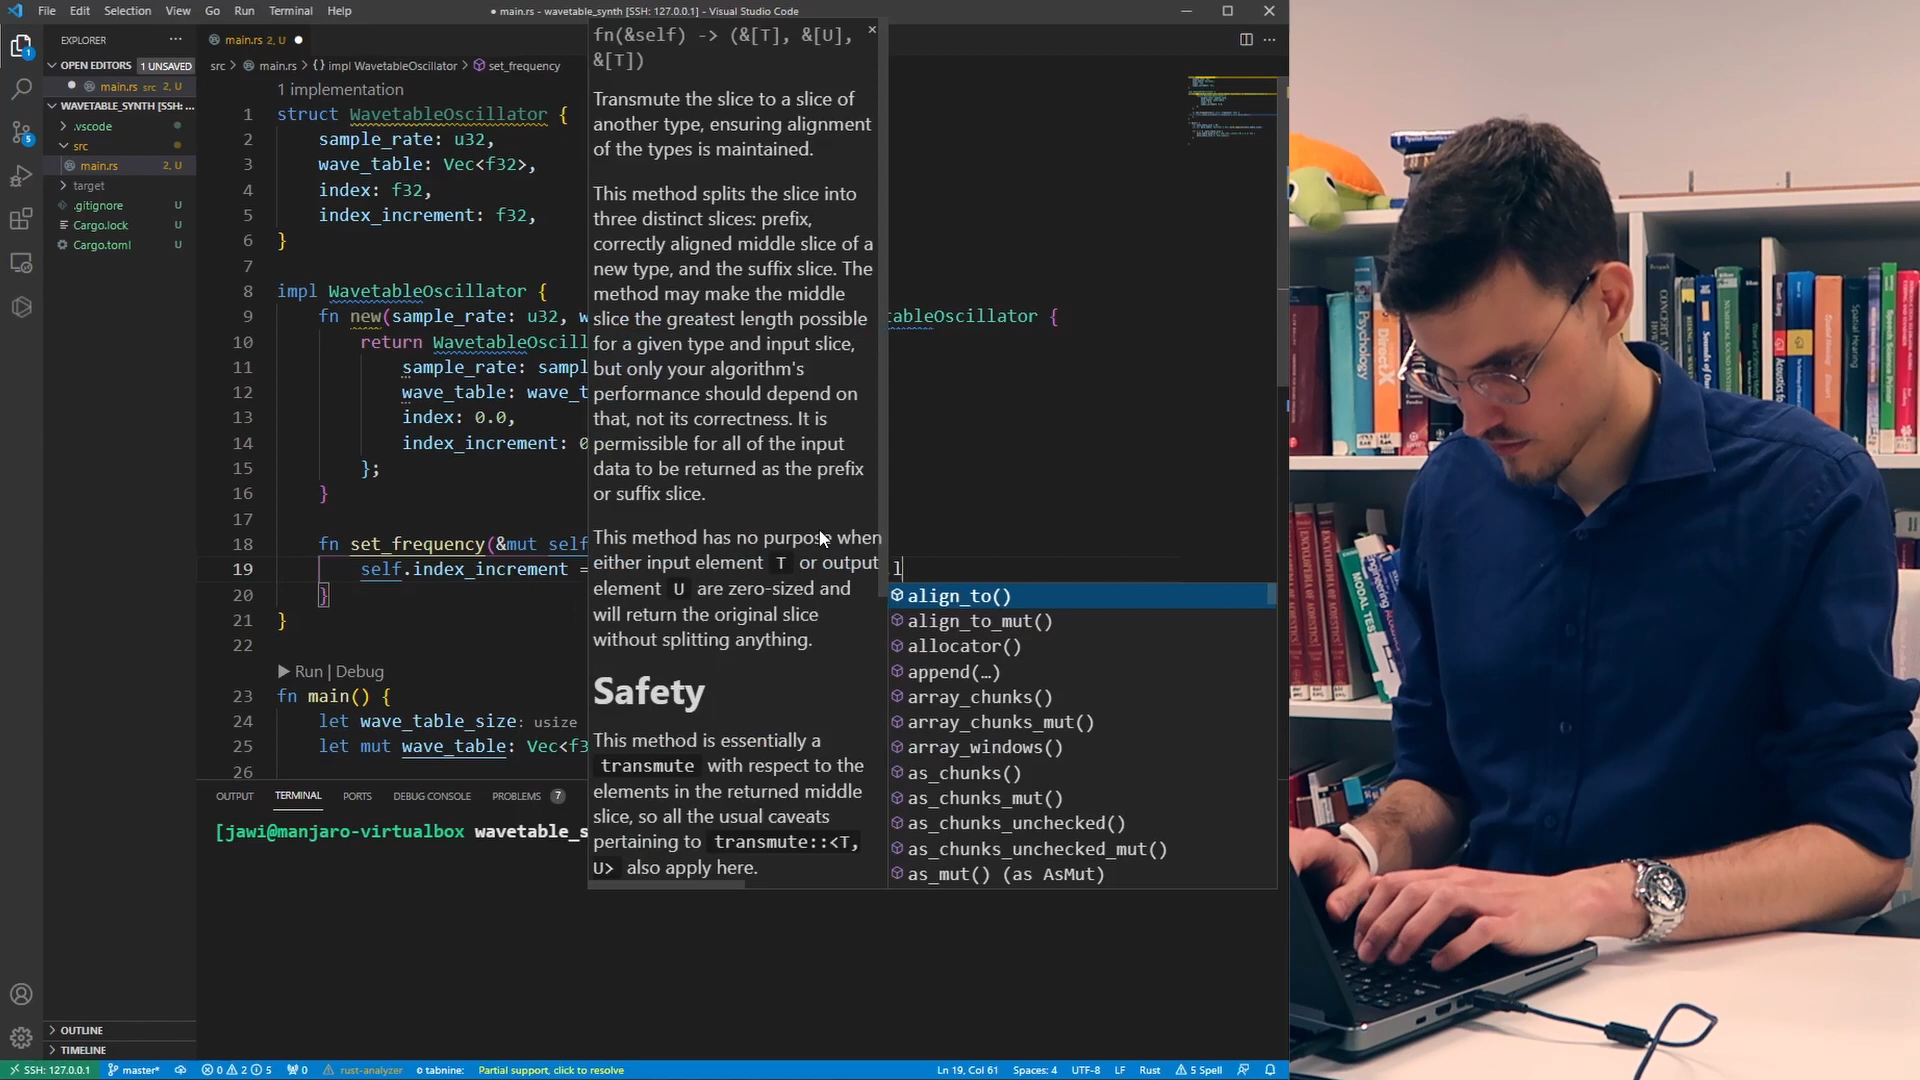 File Edit Selection View Go Run Terminal Help
● main.rs - wavetable_synth [SSH: 127.0.0.1] - Visual Studio Code
EXPLORER
OPEN EDITORS 1 UNSAVED
main.rs src 2, U
WAVETABLE_SYNTH [SSH: ...
.vscode
src
main.rs 2, U
target
.gitignore U
Cargo.lock U
Cargo.toml U
OUTLINE
TIMELINE
main.rs 2, U
src > main.rs > {} impl WavetableOscillator > set_frequency
1 implementation
1 struct WavetableOscillator {
2 sample_rate: u32,
3 wave_table: Vec<f32>,
4 index: f32,
5 index_increment: f32,
6 }
7
8 impl WavetableOscillator {
9 fn new(sample_rate: u32, w tableOscillator {
10 return WavetableOscill
11 sample_rate: sampl
12 wave_table: wave_t
13 index: 0.0,
14 index_increment: 0
15 };
16 }
17
18 fn set_frequency(&mut self
19 self.index_increment = l
20 }
21 }
22
Run | Debug
23 fn main() {
24 let wave_table_size: usize
25 let mut wave_table: Vec<f3
26
fn(&self) -> (&[T], &[U],
&[T])
Transmute the slice to a slice of
another type, ensuring alignment
of the types is maintained.
This method splits the slice into
three distinct slices: prefix,
correctly aligned middle slice of a
new type, and the suffix slice. The
method may make the middle
slice the greatest length possible
for a given type and input slice,
but only your algorithm's
performance should depend on
that, not its correctness. It is
permissible for all of the input
data to be returned as the prefix
or suffix slice.
This method has no purpose when
either input element T or output
element U are zero-sized and
will return the original slice
without splitting anything.
Safety
This method is essentially a
transmute with respect to the
elements in the returned middle
slice, so all the usual caveats
pertaining to transmute::<T,
U> also apply here.
align_to()
align_to_mut()
allocator()
append(…)
array_chunks()
array_chunks_mut()
array_windows()
as_chunks()
as_chunks_mut()
as_chunks_unchecked()
as_chunks_unchecked_mut()
as_mut() (as AsMut)
OUTPUT TERMINAL PORTS DEBUG CONSOLE PROBLEMS 7
[jawi@manjaro-virtualbox wavetable_s
SSH: 127.0.0.1 master* 0 2 5 0 rust-analyzer tabnine: Partial support, click to resolve Ln 19, Col 61 Spaces: 4 UTF-8 LF Rust 5 Spell
Psychology
DirectX
Spatial Hearing
MODAL TES